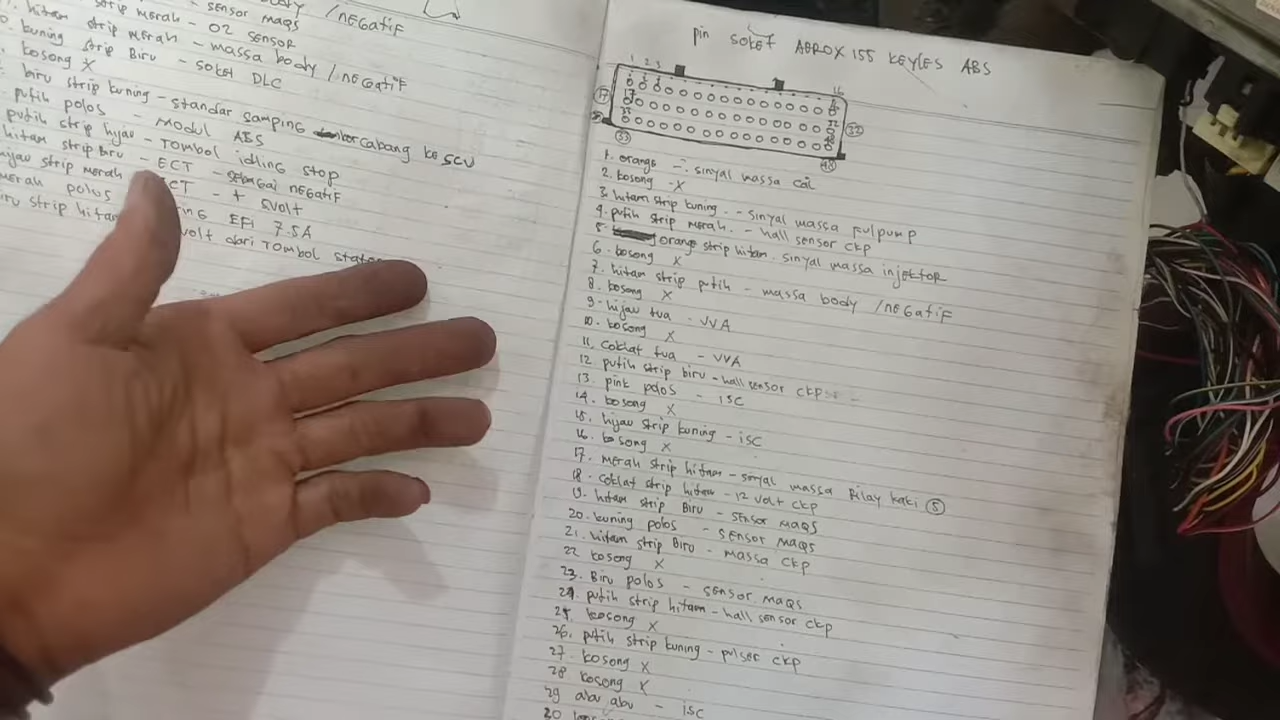 sensor MAQS
/NEGatiF
strip merah - O2 SENSOR
hitam strip merah - massa body /NEGatiF
kuning strip Biru - soket DLC
kosong X
biru strip kuning - standar samping cabang ke SCU
putih polos - Modul ABS
putih strip hijau - Tombol idling stop
hitam strip Biru - ECT - sebagai nEGatif
hijau strip merah - ECT - + 5volt
merah polos EFI 7.5A
biru strip hitam volt dari Tombol
pin soket AEROX 155 KEYLES ABS
1 2 3 16
17 32
33 48
1. orange - sinyal massa coil
2. kosong - X
3. hitam strip kuning. - sinyal massa FulPump
4. putih strip merah. - hall sensor ckp
5. orange strip hitam. sinyal massa injektor
6. kosong X
7. hitam strip putih - massa body /NEGatiF
8. kosong X
9. hijau tua - VVA
10. kosong X
11. coklat tua - VVA
12 putih strip biru - hall sensor ckp
13. pink polos - ISC
14. kosong X
15. hijau strip kuning - isc
16. kosong X
17. merah strip hitam - sinyal massa Rilay kaki 5
18. coklat strip hitam - 12 volt ckp
19. hitam strip Biru - SENSOR MAQS
20. kuning polos - SENSOR MAQS
21. hitam strip Biru - massa ckp
22 kosong X
23. Biru polos - sensor MAQS
24. putih strip hitam - hall sensor ckp
25. kosong X
26. putih strip kuning - pulser ckp
27. kosong X
28 kosong X
29 abu abu - isc